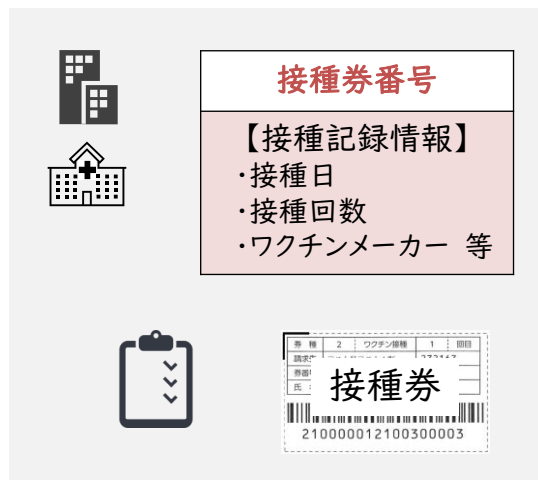 接種券番号
【接種記録情報】
・接種日
・接種回数
・ワクチンメーカー 等
券 種 2 ワクチン接種 1 回目
請求先
券番
氏
接種券
210000012100300003